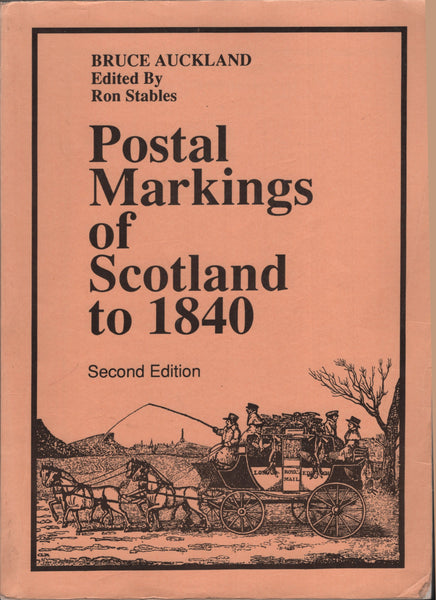 BRUCE AUCKLAND
Edited By
Ron Stables
Postal
Markings
of
Scotland
to 1840
Second Edition
ROYAL
MAIL